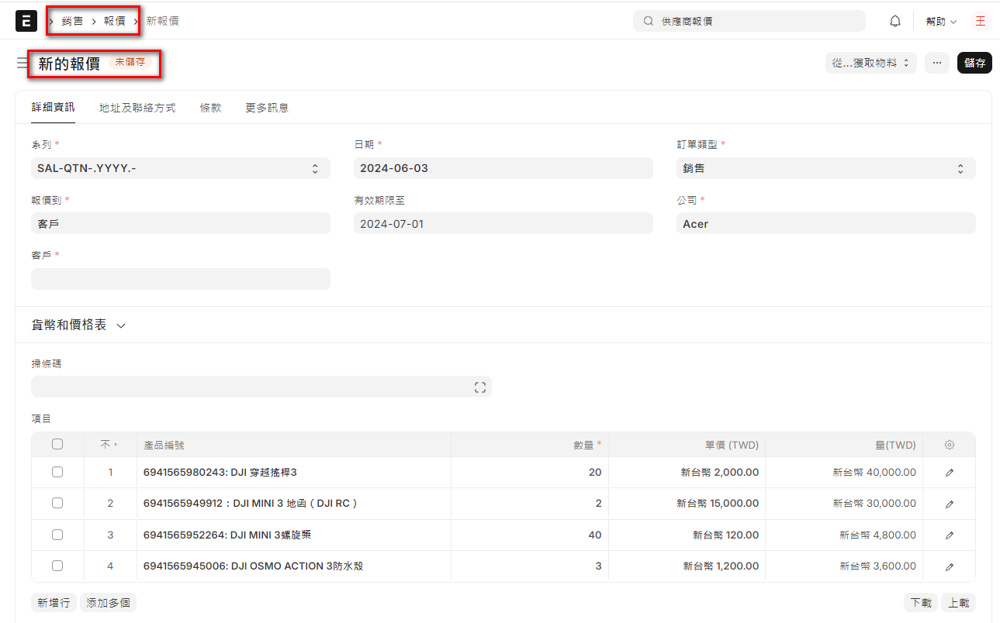 E 銷售 報價 新報價 供應商報價 幫助 王
新的報價 未儲存 從...獲取物料 ... 儲存
詳細資訊 地址及聯絡方式 條款 更多訊息
系列 * 日期 * 訂單類型 *
SAL-QTN-.YYYY.- 2024-06-03 銷售
報價到 * 有效期限至 公司 *
客戶 2024-07-01 Acer
客戶 *
貨幣和價格表
掃條碼
項目
不。 產品編號 數量 * 單價 (TWD) 量(TWD)
1 6941565980243: DJI 穿越搖桿3 20 新台幣 2,000.00 新台幣 40,000.00
2 6941565949912：DJI MINI 3 地函（DJI RC） 2 新台幣 15,000.00 新台幣 30,000.00
3 6941565952264: DJI MINI 3螺旋槳 40 新台幣 120.00 新台幣 4,800.00
4 6941565945006: DJI OSMO ACTION 3防水殼 3 新台幣 1,200.00 新台幣 3,600.00
新增行 添加多個 下載 上載